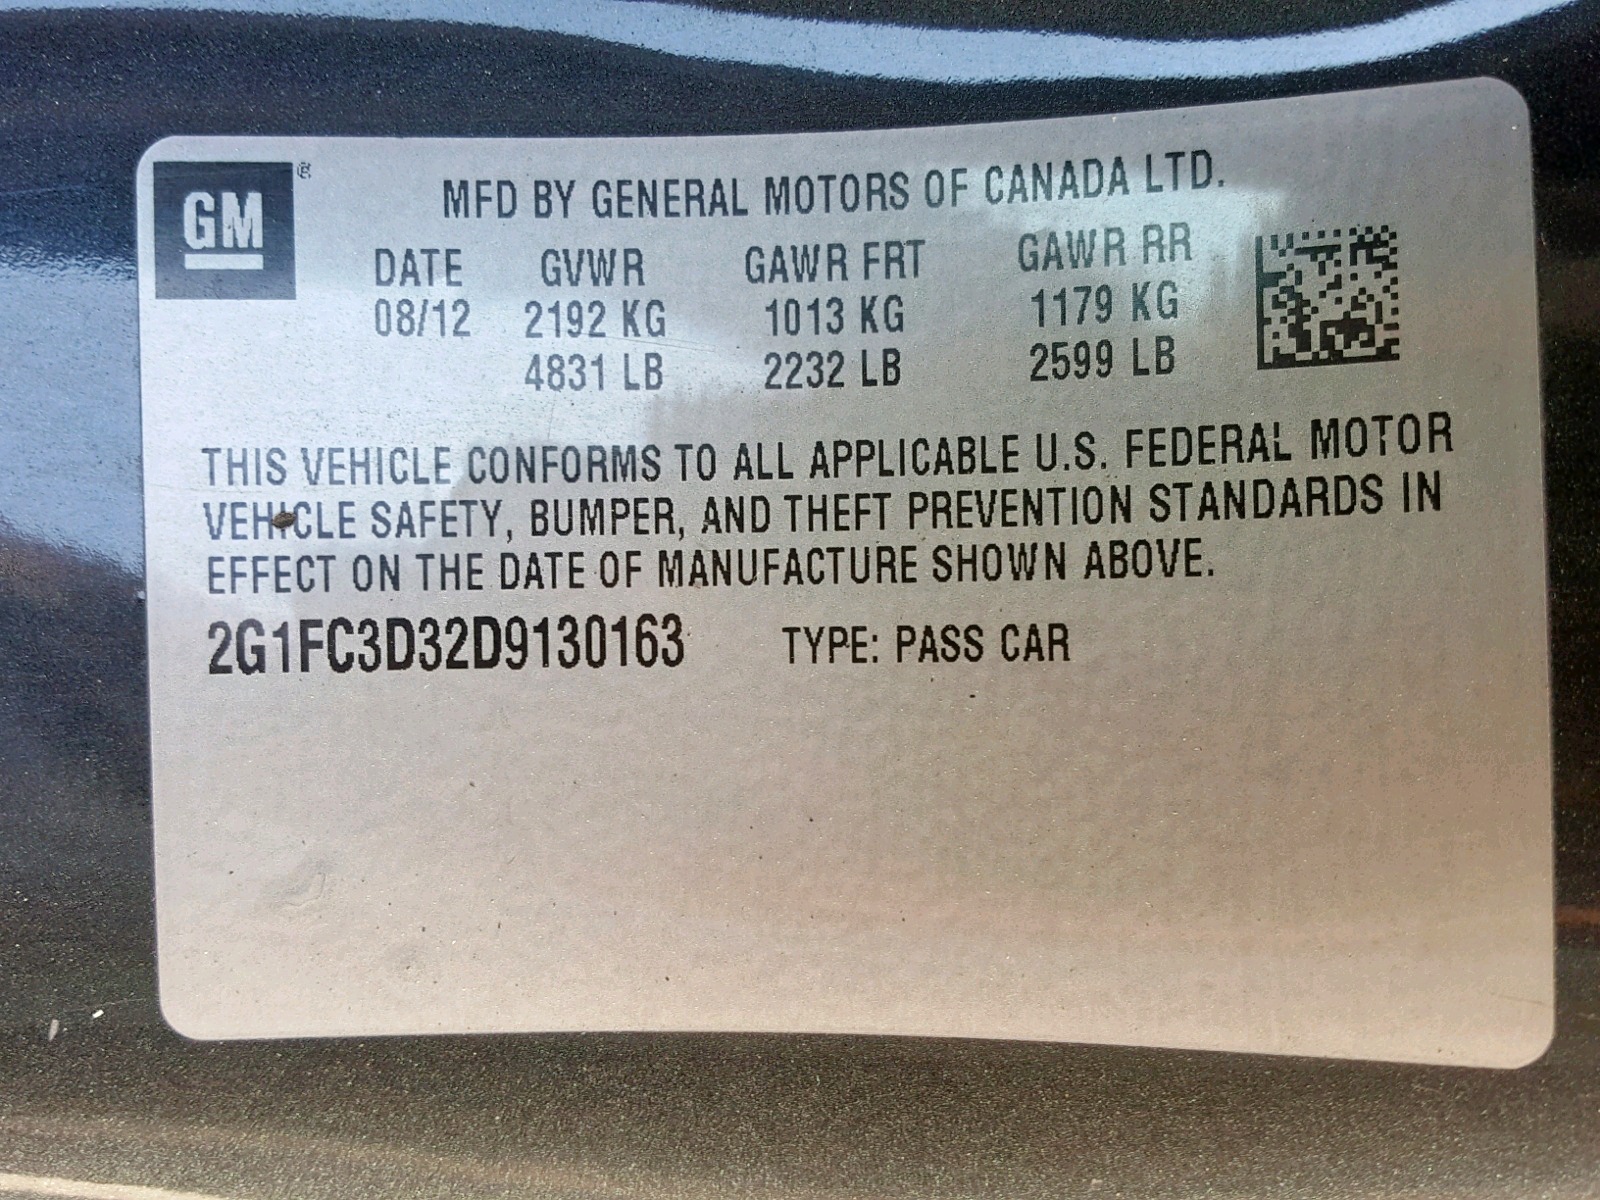 GM ®
MFD BY GENERAL MOTORS OF CANADA LTD.
DATE GVWR GAWR FRT GAWR RR
08/12 2192 KG 1013 KG 1179 KG
4831 LB 2232 LB 2599 LB
THIS VEHICLE CONFORMS TO ALL APPLICABLE U.S. FEDERAL MOTOR
VEHICLE SAFETY, BUMPER, AND THEFT PREVENTION STANDARDS IN
EFFECT ON THE DATE OF MANUFACTURE SHOWN ABOVE.
2G1FC3D32D9130163 TYPE: PASS CAR